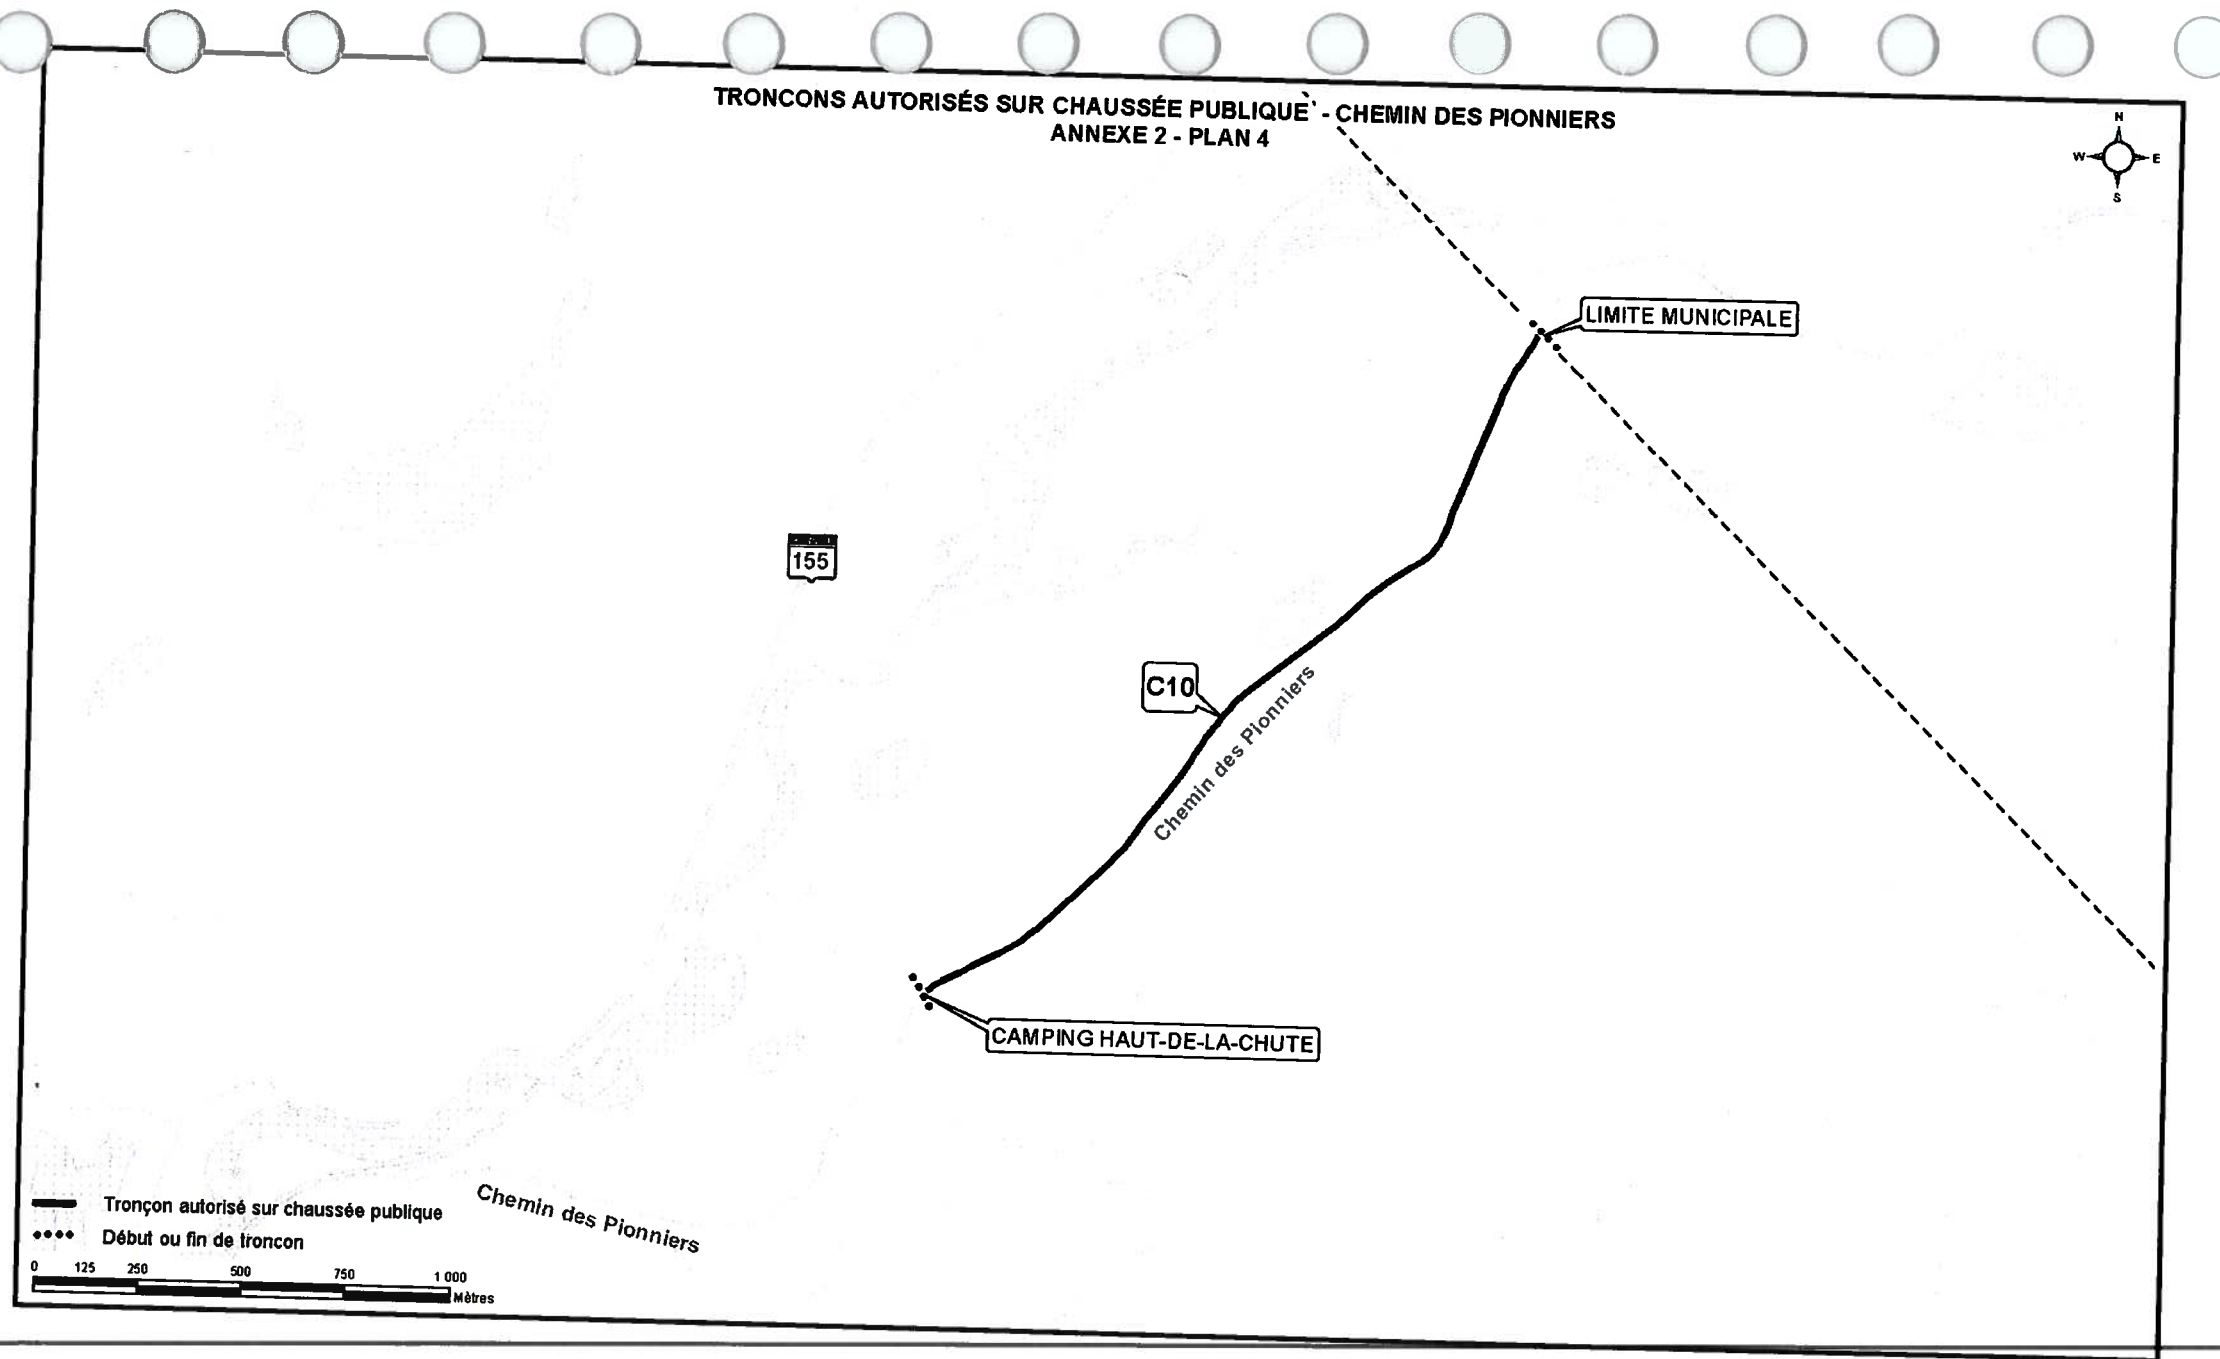 TRONCONS AUTORISÉS SUR CHAUSSÉE PUBLIQUE - CHEMIN DES PIONNIERS
ANNEXE 2 - PLAN 4
N
W E
S
LIMITE MUNICIPALE
155
C10
Chemin des Pionniers
CAMPING HAUT-DE-LA-CHUTE
Chemin des Pionniers
Tronçon autorisé sur chaussée publique
Début ou fin de troncon
0 125 250 500 750 1 000
Mètres